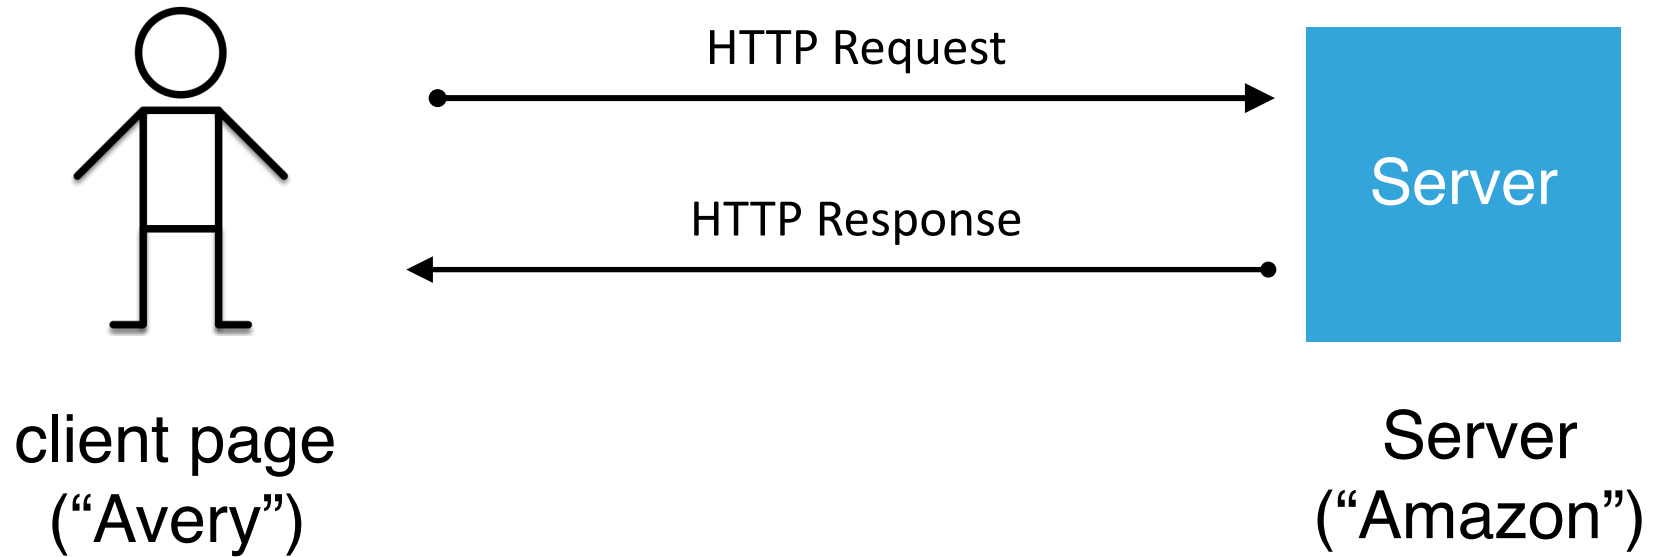 HTTP Request
Server
HTTP Response
client page
(“Avery”)
Server
(“Amazon”)